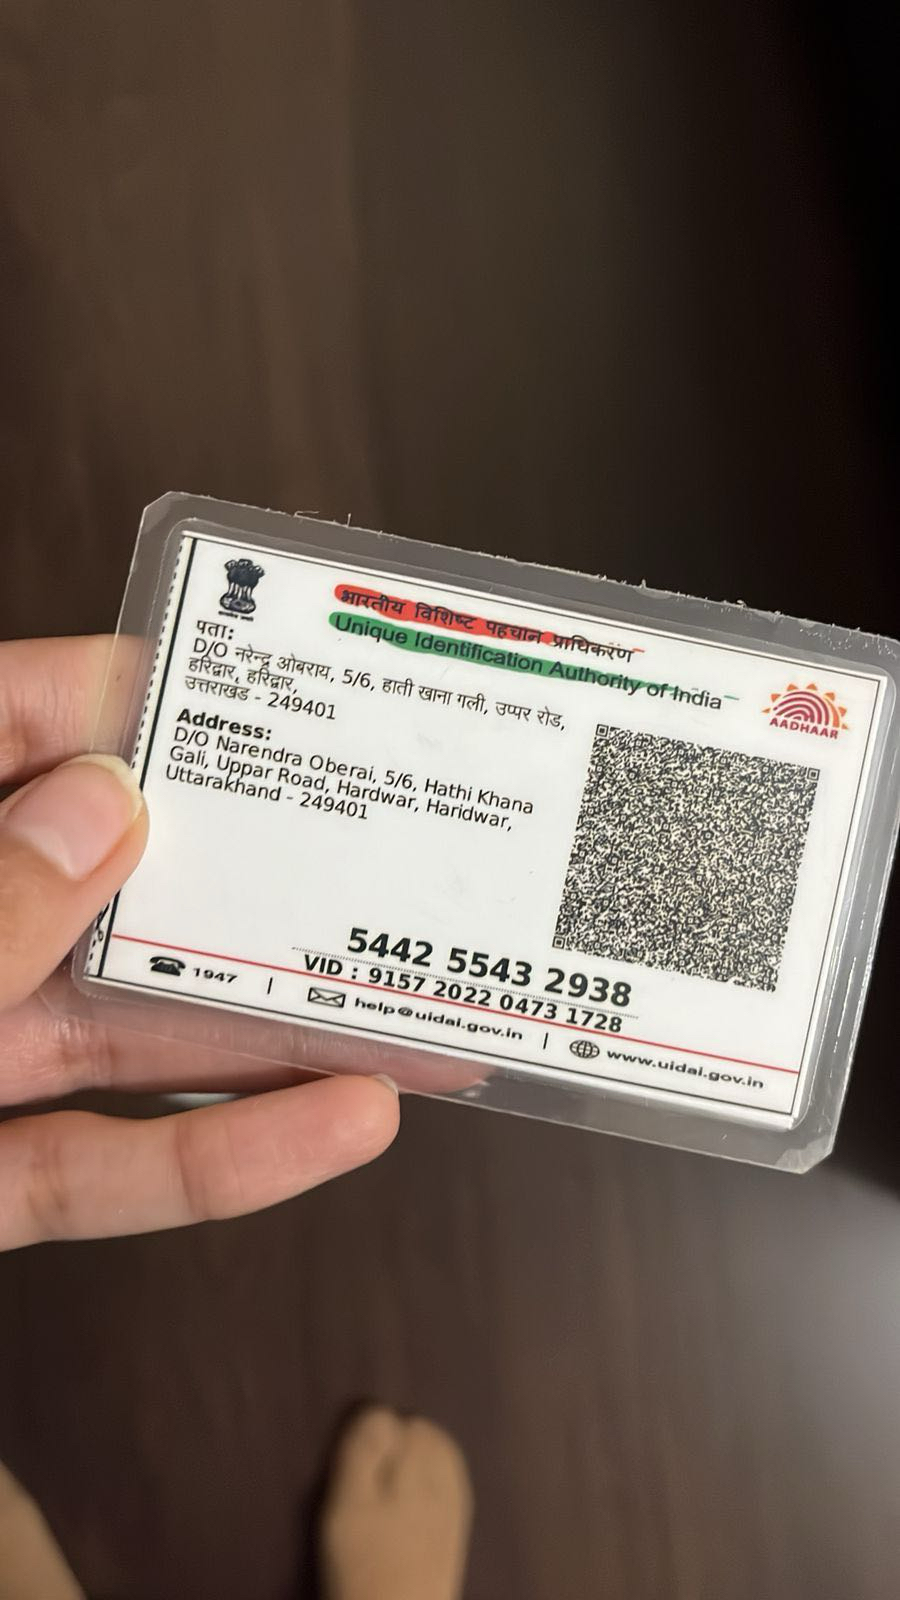 भारतीय विशिष्ट पहचान प्राधिकरण
Unique Identification Authority of India
AADHAAR
पता:
D/O नरेन्द्र ओबराय, 5/6, हाती खाना गली, उप्पर रोड,
हरिद्वार, हरिद्वार,
उत्तराखंड - 249401
Address:
D/O Narendra Oberai, 5/6, Hathi Khana
Gali, Uppar Road, Hardwar, Haridwar,
Uttarakhand - 249401
5442 5543 2938
VID : 9157 2022 0473 1728
1947 | help@uidai.gov.in | www.uidai.gov.in